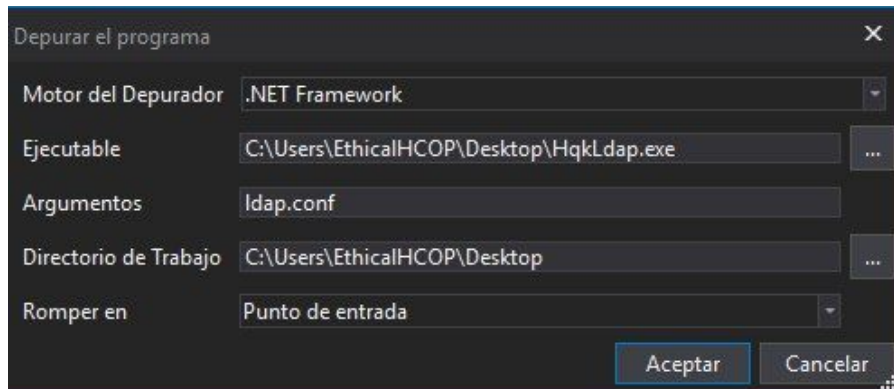 Depurar el programa
Motor del Depurador .NET Framework
Ejecutable C:\Users\EthicalHCOP\Desktop\HqkLdap.exe ...
Argumentos ldap.conf
Directorio de Trabajo C:\Users\EthicalHCOP\Desktop ...
Romper en Punto de entrada
Aceptar Cancelar